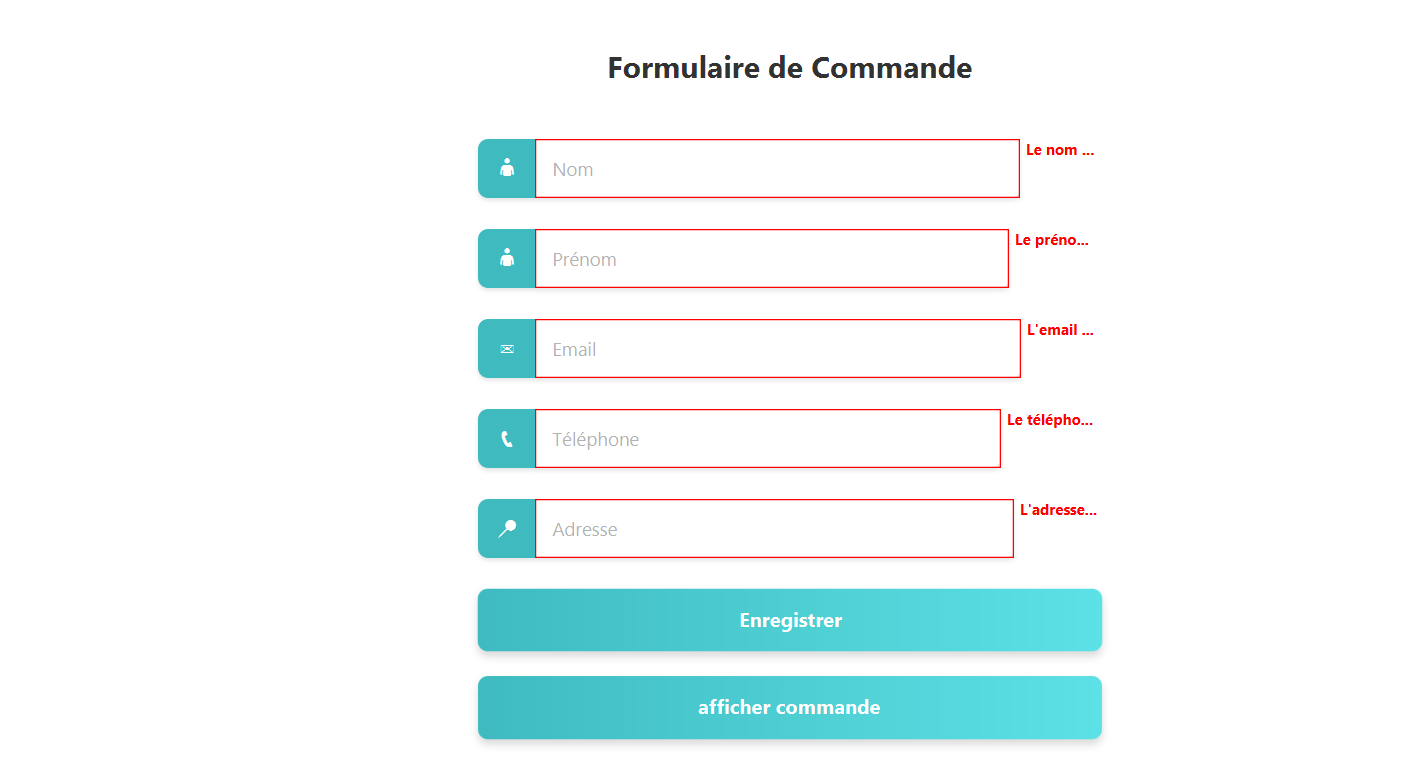 Formulaire de Commande
Nom
Le nom ...
Prénom
Le préno...
Email
L'email ...
Téléphone
Le télépho...
Adresse
L'adresse...
Enregistrer
afficher commande